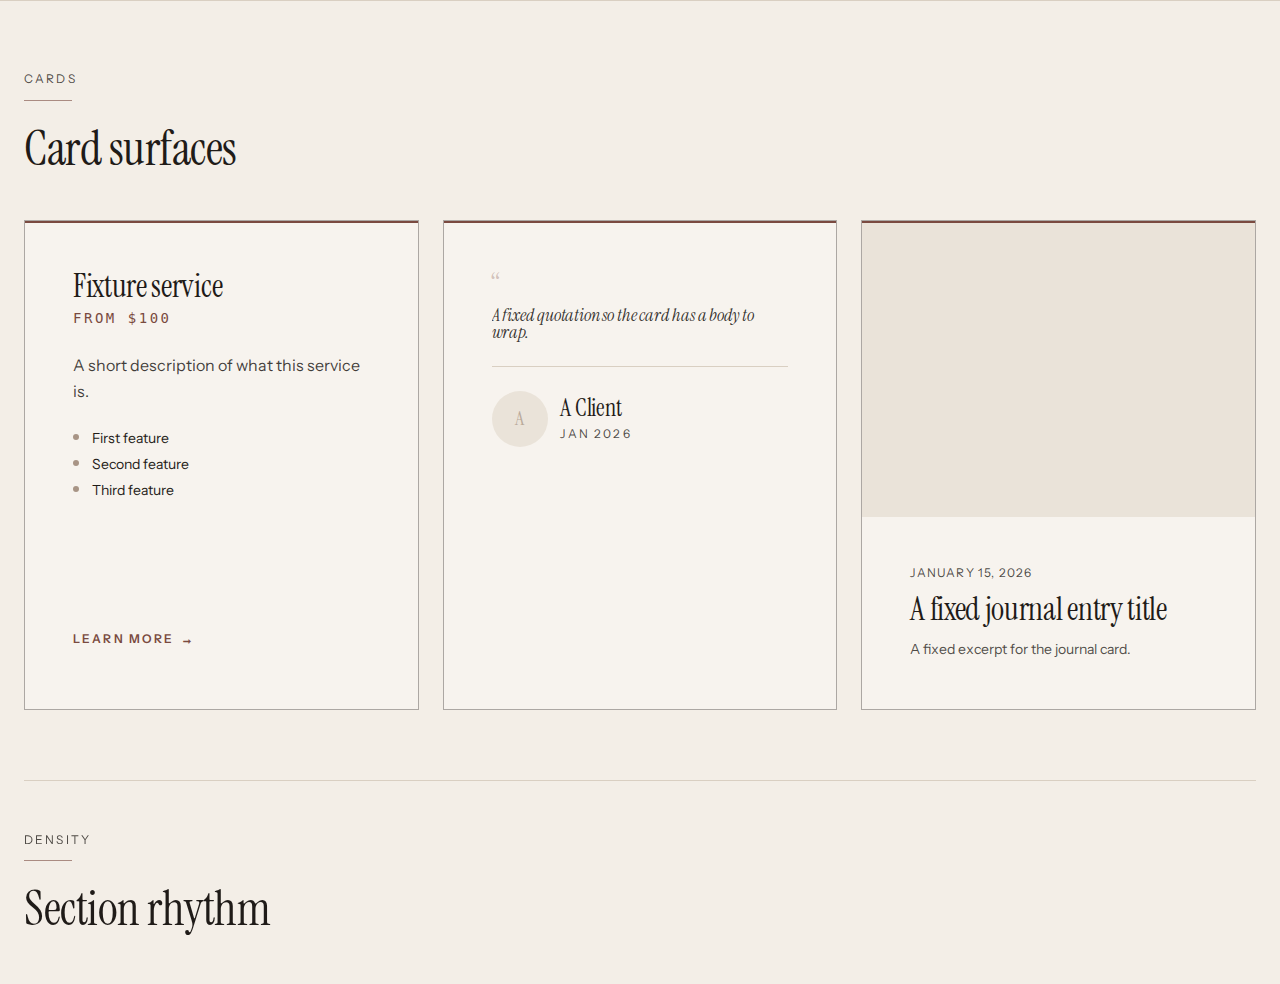 CARDS
Card surfaces
Fixture service
FROM $100
A short description of what this service
is.
First feature
Second feature
Third feature
LEARN MORE →
“
A fixed quotation so the card has a body to
wrap.
A
A Client
JAN 2026
JANUARY 15, 2026
A fixed journal entry title
A fixed excerpt for the journal card.
DENSITY
Section rhythm